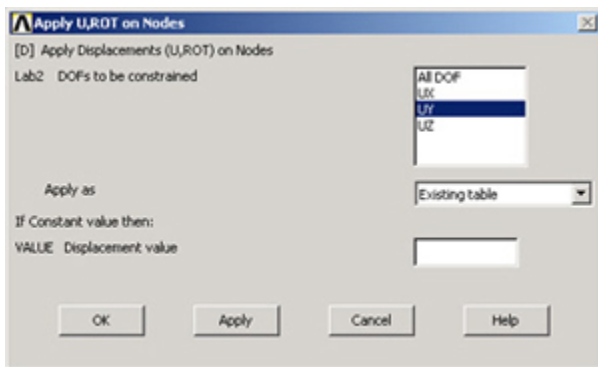 Apply U,ROT on Nodes
[D] Apply Displacements (U,ROT) on Nodes
Lab2 DOFs to be constrained
All DOF
UX
UY
UZ
Apply as
Existing table
If Constant value then:
VALUE Displacement value
OK Apply Cancel Help